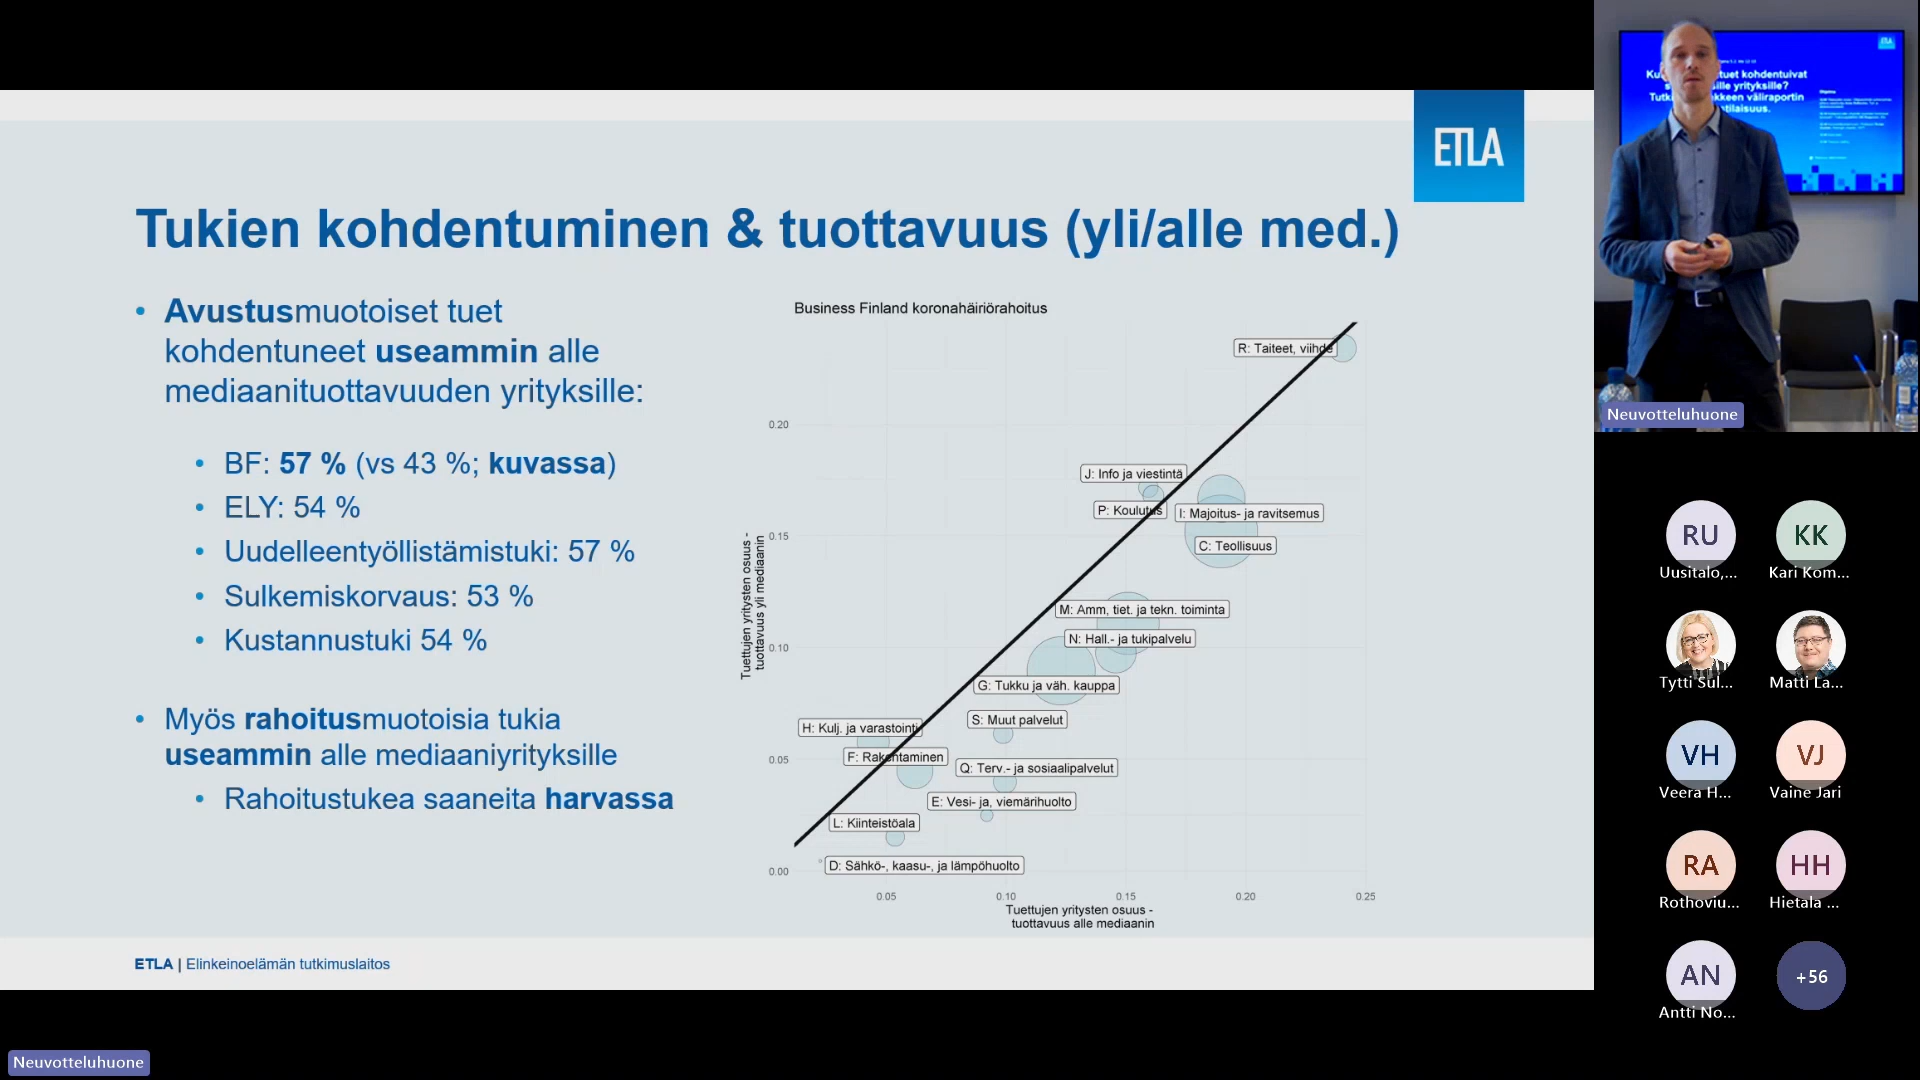 ETLA
Tukien kohdentuminen & tuottavuus (yli/alle med.)
• Avustusmuotoiset tuet
kohdentuneet useammin alle
mediaanituottavuuden yrityksille:
• BF: 57 % (vs 43 %; kuvassa)
• ELY: 54 %
• Uudelleentyöllistämistuki: 57 %
• Sulkemiskorvaus: 53 %
• Kustannustuki 54 %
• Myös rahoitusmuotoisia tukia
useammin alle mediaaniyrityksille
• Rahoitustukea saaneita harvassa
Business Finland koronahäiriörahoitus
R: Taiteet, viihde
0.20
J: Info ja viestintä
P: Koulutus
I: Majoitus- ja ravitsemus
0.15
C: Teollisuus
M: Amm, tiet. ja tekn. toiminta
N: Hall.- ja tukipalvelu
0.10
G: Tukku ja väh. kauppa
S: Muut palvelut
H: Kulj. ja varastointi
F: Rakentaminen
0.05
Q: Terv.- ja sosiaalipalvelut
E: Vesi- ja, viemärihuolto
L: Kiinteistöala
D: Sähkö-, kaasu-, ja lämpöhuolto
0.00
0.05 0.10 0.15 0.20 0.25
Tuettujen yritysten osuus -
tuottavuus alle mediaanin
Tuettujen yritysten osuus -
tuottavuus yli mediaanin
ETLA | Elinkeinoelämän tutkimuslaitos
Neuvotteluhuone
ETLA
tuet kohdentuivat
yrityksille?
väliraportin
Neuvotteluhuone
RU
Uusitalo,...
KK
Kari Kom...
Tytti Sul...
Matti La...
VH
Veera H...
VJ
Vaine Jari
RA
Rothoviu...
HH
Hietala ...
AN
Antti No...
+56